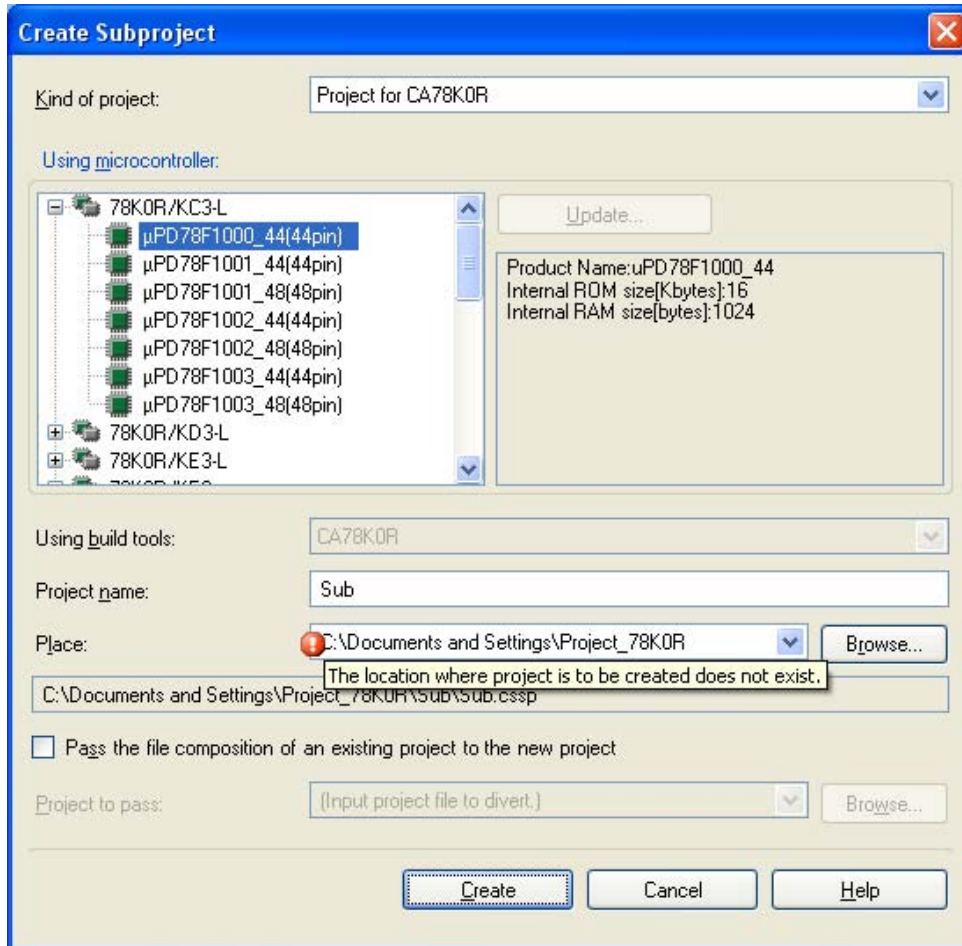 Create Subproject
Kind of project:
Project for CA78K0R
Using microcontroller:
78K0R/KC3-L
µPD78F1000_44(44pin)
µPD78F1001_44(44pin)
µPD78F1001_48(48pin)
µPD78F1002_44(44pin)
µPD78F1002_48(48pin)
µPD78F1003_44(44pin)
µPD78F1003_48(48pin)
78K0R/KD3-L
78K0R/KE3-L
Update...
Product Name:uPD78F1000_44
Internal ROM size[Kbytes]:16
Internal RAM size[bytes]:1024
Using build tools:
CA78K0R
Project name:
Sub
Place:
C:\Documents and Settings\Project_78K0R
Browse...
The location where project is to be created does not exist.
C:\Documents and Settings\Project_78K0R\Sub\Sub.cssp
Pass the file composition of an existing project to the new project
Project to pass:
(Input project file to divert.)
Browse...
Create
Cancel
Help